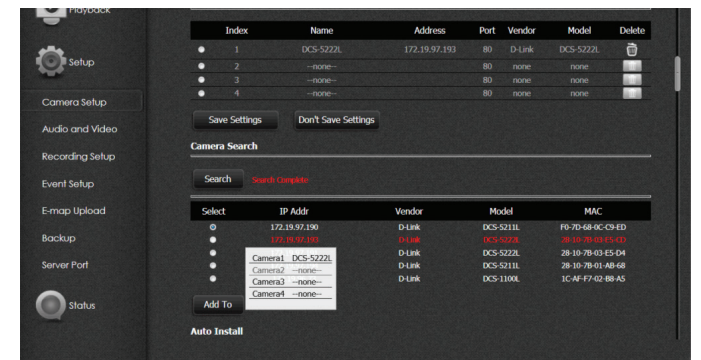 Playback
Index Name Address Port Vendor Model Delete
1 DCS-5222L 172.19.97.193 80 D-Link DCS-5222L
Setup
2 --none-- 80 none none
3 --none-- 80 none none
4 --none-- 80 none none
Camera Setup
Save Settings Don't Save Settings
Audio and Video
Camera Search
Recording Setup
Search Search Complete
Event Setup
E-map Upload
Select IP Addr Vendor Model MAC
172.19.97.190 D-Link DCS-5211L F0-7D-68-0C-C9-ED
Backup
172.19.97.193 D-Link DCS-5222L 28-10-7B-03-E5-CD
D-Link DCS-5222L 28-10-7B-03-E5-D4
Server Port
D-Link DCS-5211L 28-10-7B-01-AB-68
D-Link DCS-1100L 1C-AF-F7-02-B8-A5
Camera1 DCS-5222L
Camera2 --none--
Camera3 --none--
Camera4 --none--
Status
Add To
Auto Install